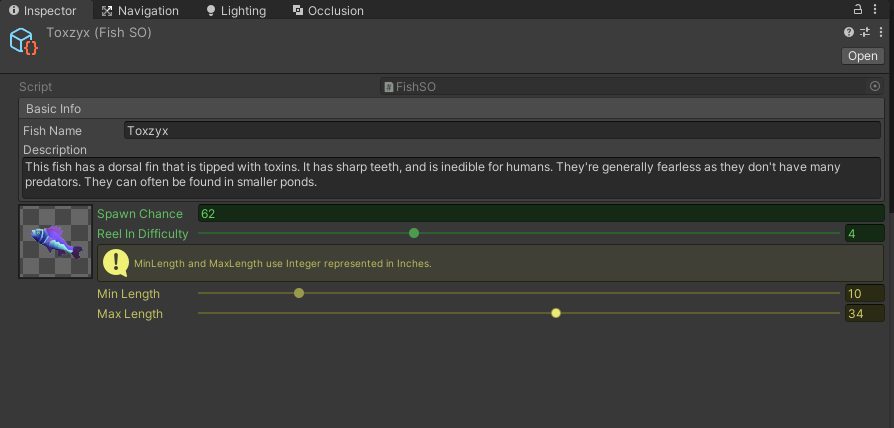 Inspector Navigation Lighting Occlusion
Toxzyx (Fish SO)
Open
Script FishSO
Basic Info
Fish Name Toxzyx
Description
This fish has a dorsal fin that is tipped with toxins. It has sharp teeth, and is inedible for humans. They're generally fearless as they don't have many
predators. They can often be found in smaller ponds.
Spawn Chance 62
Reel In Difficulty 4
MinLength and MaxLength use Integer represented in Inches.
Min Length 10
Max Length 34